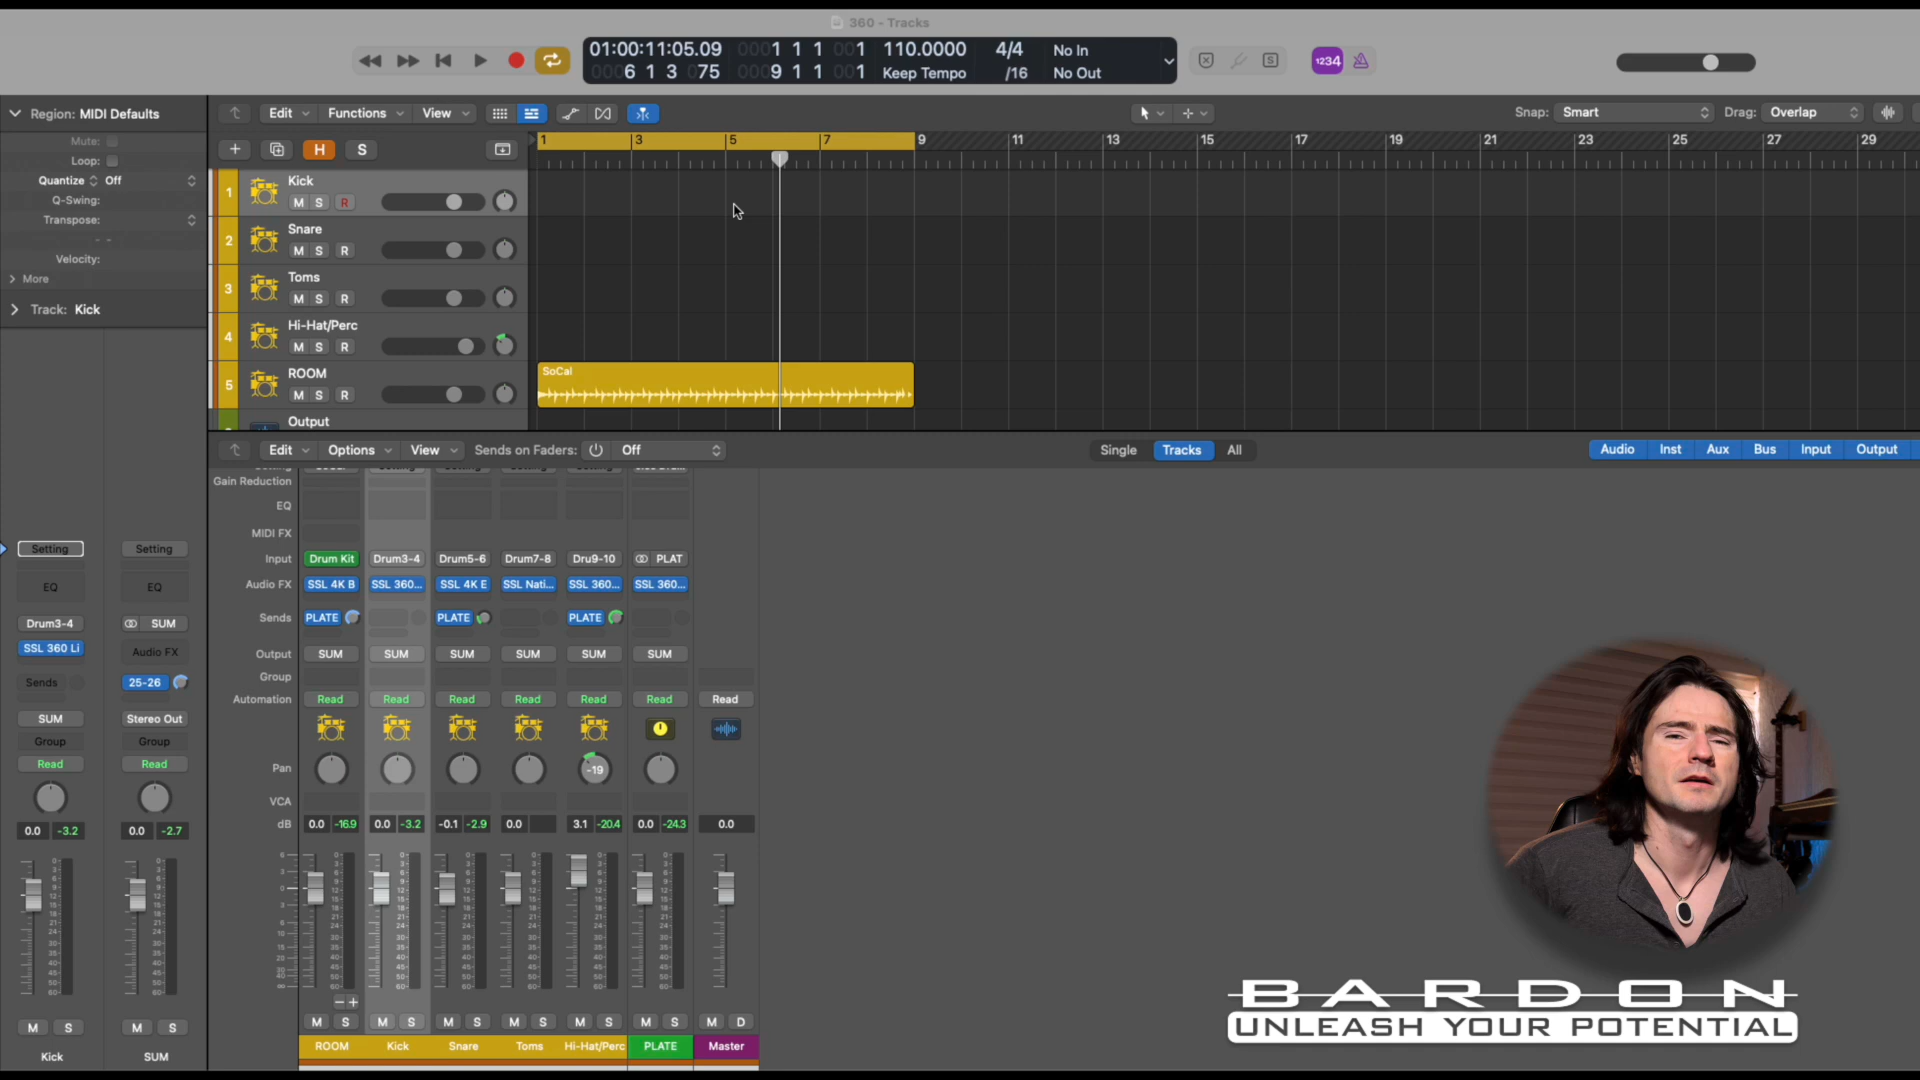 360 - Tracks
01:00:11:05.09 0001 1 1 001 110.0000 4/4 No In
0006 1 3 075 0009 1 1 001 Keep Tempo /16 No Out
1234
Region: MIDI Defaults
Mute:
Loop:
Quantize Off
Q-Swing:
Transpose:
Velocity:
More
Track: Kick
Edit Functions View Snap: Smart Drag: Overlap
H S
1 3 5 7 9 11 13 15 17 19 21 23 25 27 29
1 Kick
M S R
2 Snare
M S R
3 Toms
M S R
4 Hi-Hat/Perc
M S R
5 ROOM
M S R
SoCal
Output
Edit Options View Sends on Faders: Off Single Tracks All Audio Inst Aux Bus Input Output
Gain Reduction
EQ
MIDI FX
Input Drum Kit Drum3-4 Drum5-6 Drum7-8 Dru9-10 PLAT
Audio FX SSL 4K B SSL 360... SSL 4K E SSL Nati... SSL 360... SSL 360...
Sends PLATE PLATE PLATE
Output SUM SUM SUM SUM SUM SUM
Group
Automation Read Read Read Read Read Read Read
Pan -19
VCA
dB 0.0 -16.9 0.0 -3.2 -0.1 -2.9 0.0 3.1 -20.4 0.0 -24.3 0.0
M S M S M S M S M S M S M D
ROOM Kick Snare Toms Hi-Hat/Perc PLATE Master
Setting Setting
EQ EQ
Drum3-4 SUM
SSL 360 Li Audio FX
Sends 25-26
SUM Stereo Out
Group Group
Read Read
0.0 -3.2 0.0 -2.7
M S M S
Kick SUM
BARDON
UNLEASH YOUR POTENTIAL